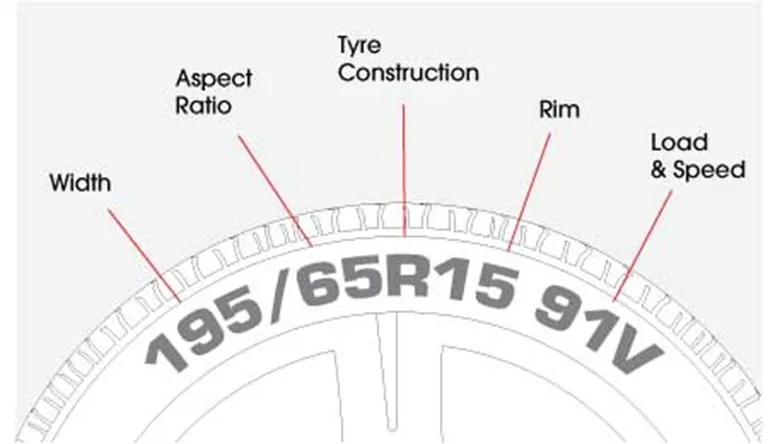 Tyre
Construction
Aspect
Ratio
Rim
Load
& Speed
Width
195/65R15 91V